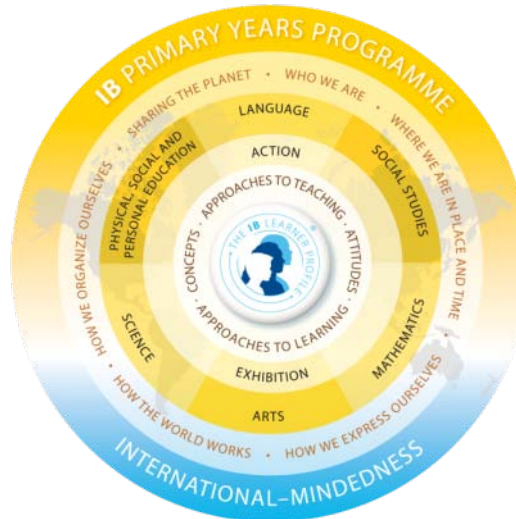 IB PRIMARY YEARS PROGRAMME
SHARING THE PLANET • WHO WE ARE • WHERE WE ARE IN PLACE AND TIME • HOW WE EXPRESS OURSELVES • HOW THE WORLD WORKS • HOW WE ORGANIZE OURSELVES •
LANGUAGE
SOCIAL STUDIES
MATHEMATICS
ARTS
SCIENCE
PHYSICAL, SOCIAL AND
PERSONAL EDUCATION
ACTION
EXHIBITION
APPROACHES TO TEACHING · ATTITUDES · APPROACHES TO LEARNING · CONCEPTS ·
THE IB LEARNER PROFILE
®
INTERNATIONAL–MINDEDNESS